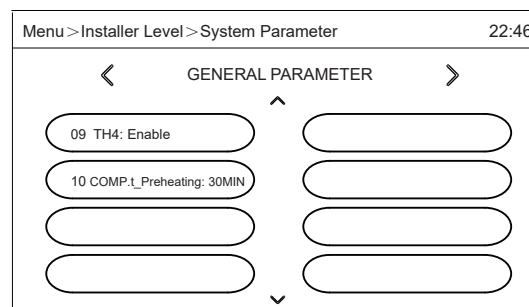 Menu＞Installer Level＞System Parameter 22:46
GENERAL PARAMETER
09 TH4: Enable
10 COMP.t_Preheating: 30MIN